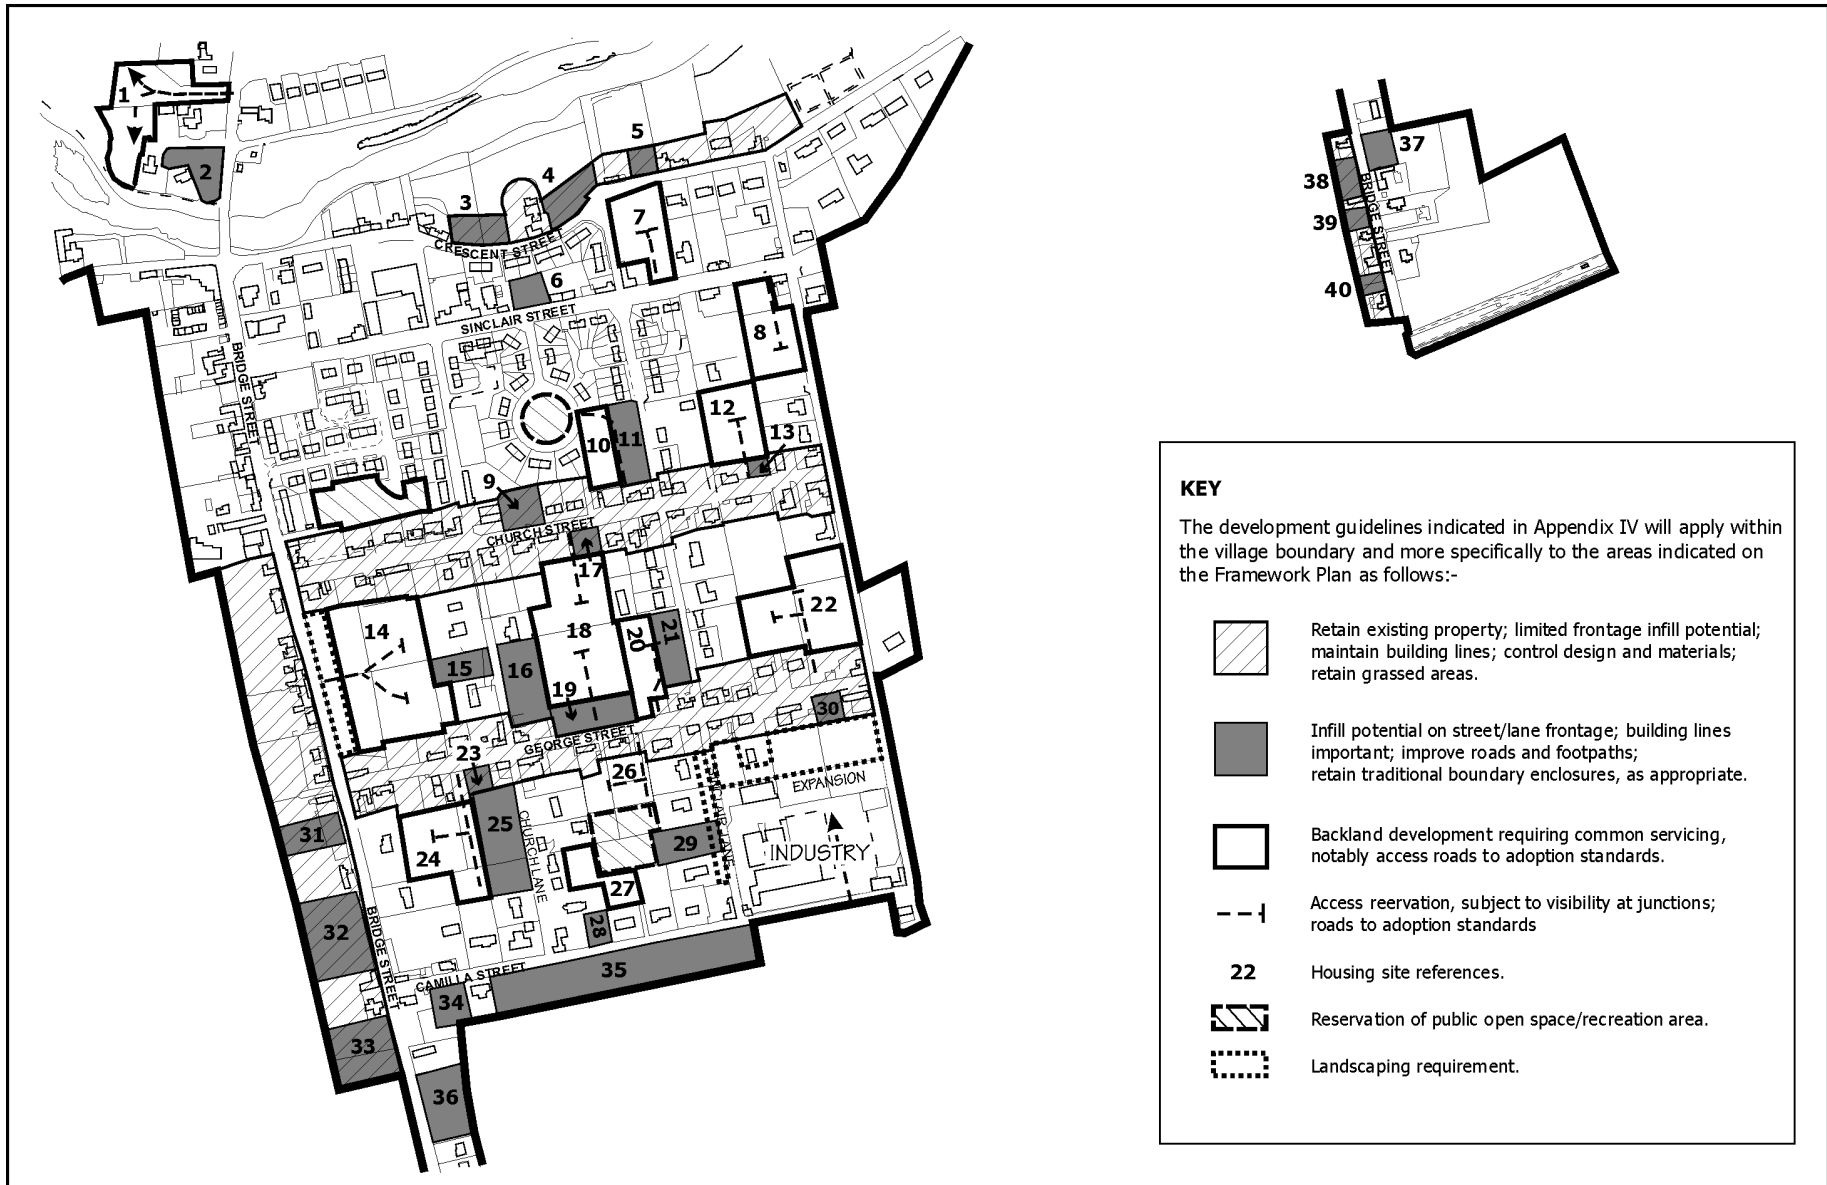 1
2
3
4
5
CRESCENT STREET
6
7
SINCLAIR STREET
8
BRIDGE STREET
9
10
11
12
13
CHURCH STREET
14
15
16
17
18
19
20
21
22
GEORGE STREET
23
24
25
CHURCH LANE
26
27
28
29
30
SINCLAIR LANE
EXPANSION
INDUSTRY
31
32
33
BRIDGE STREET
CAMILLA STREET
34
35
36
37
38
39
40
BRIDGE STREET
KEY
The development guidelines indicated in Appendix IV will apply within
the village boundary and more specifically to the areas indicated on
the Framework Plan as follows:-
Retain existing property; limited frontage infill potential;
maintain building lines; control design and materials;
retain grassed areas.
Infill potential on street/lane frontage; building lines
important; improve roads and footpaths;
retain traditional boundary enclosures, as appropriate.
Backland development requiring common servicing,
notably access roads to adoption standards.
Access reervation, subject to visibility at junctions;
roads to adoption standards
22 Housing site references.
Reservation of public open space/recreation area.
Landscaping requirement.